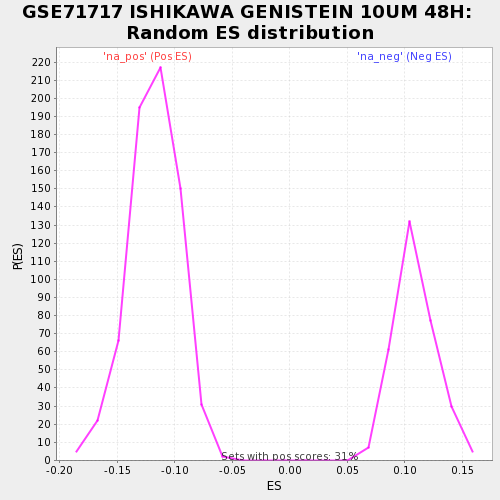 GSE71717 ISHIKAWA GENISTEIN 10UM 48H:
Random ES distribution
'na_pos' (Pos ES)
'na_neg' (Neg ES)
220
210
200
190
180
170
160
150
140
130
120
110
100
90
80
70
60
50
40
30
20
10
0
P(ES)
Sets with pos scores: 31%
-0.20 -0.15 -0.10 -0.05 0.00 0.05 0.10 0.15
ES